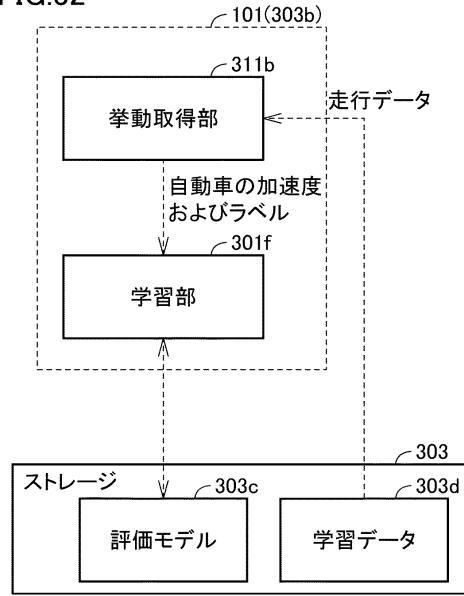 FIG.32
101(303b)
311b
挙動取得部
走行データ
自動車の加速度
およびラベル
301f
学習部
303
ストレージ
303c
評価モデル
303d
学習データ